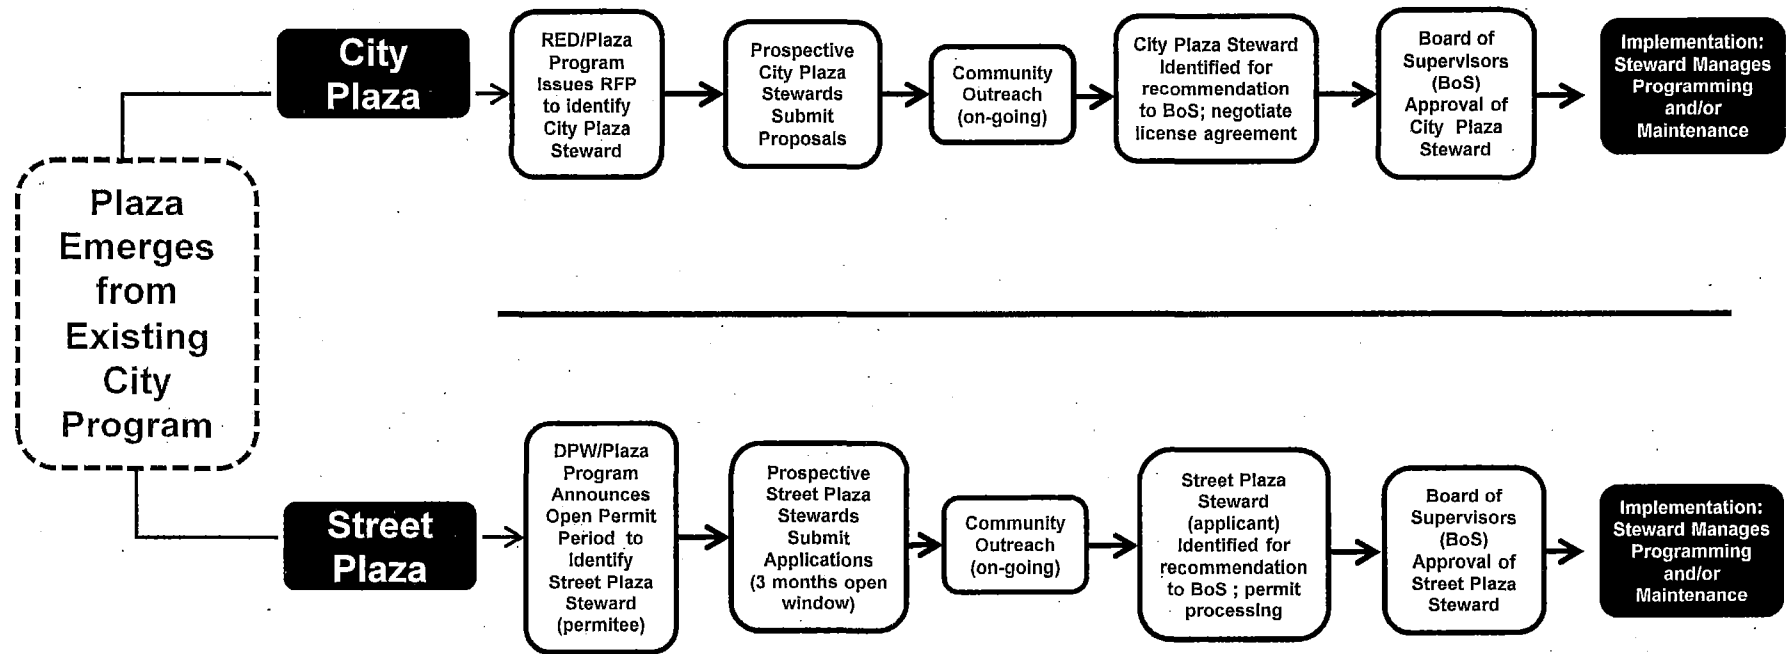 City
Plaza
RED/Plaza
Program
Issues RFP
to identify
City Plaza
Steward
Prospective
City Plaza
Stewards
Submit
Proposals
Community
Outreach
(on-going)
City Plaza Steward
Identified for
recommendation
to BoS; negotiate
license agreement
Board of
Supervisors
(BoS)
Approval of
City Plaza
Steward
Implementation:
Steward Manages
Programming
and/or
Maintenance
Plaza
Emerges
from
Existing
City
Program
Street
Plaza
DPW/Plaza
Program
Announces
Open Permit
Period to
Identify
Street Plaza
Steward
(permitee)
Prospective
Street Plaza
Stewards
Submit
Applications
(3 months open
window)
Community
Outreach
(on-going)
Street Plaza
Steward
(applicant)
Identified for
recommendation
to BoS ; permit
processing
Board of
Supervisors
(BoS)
Approval of
Street Plaza
Steward
Implementation:
Steward Manages
Programming
and/or
Maintenance